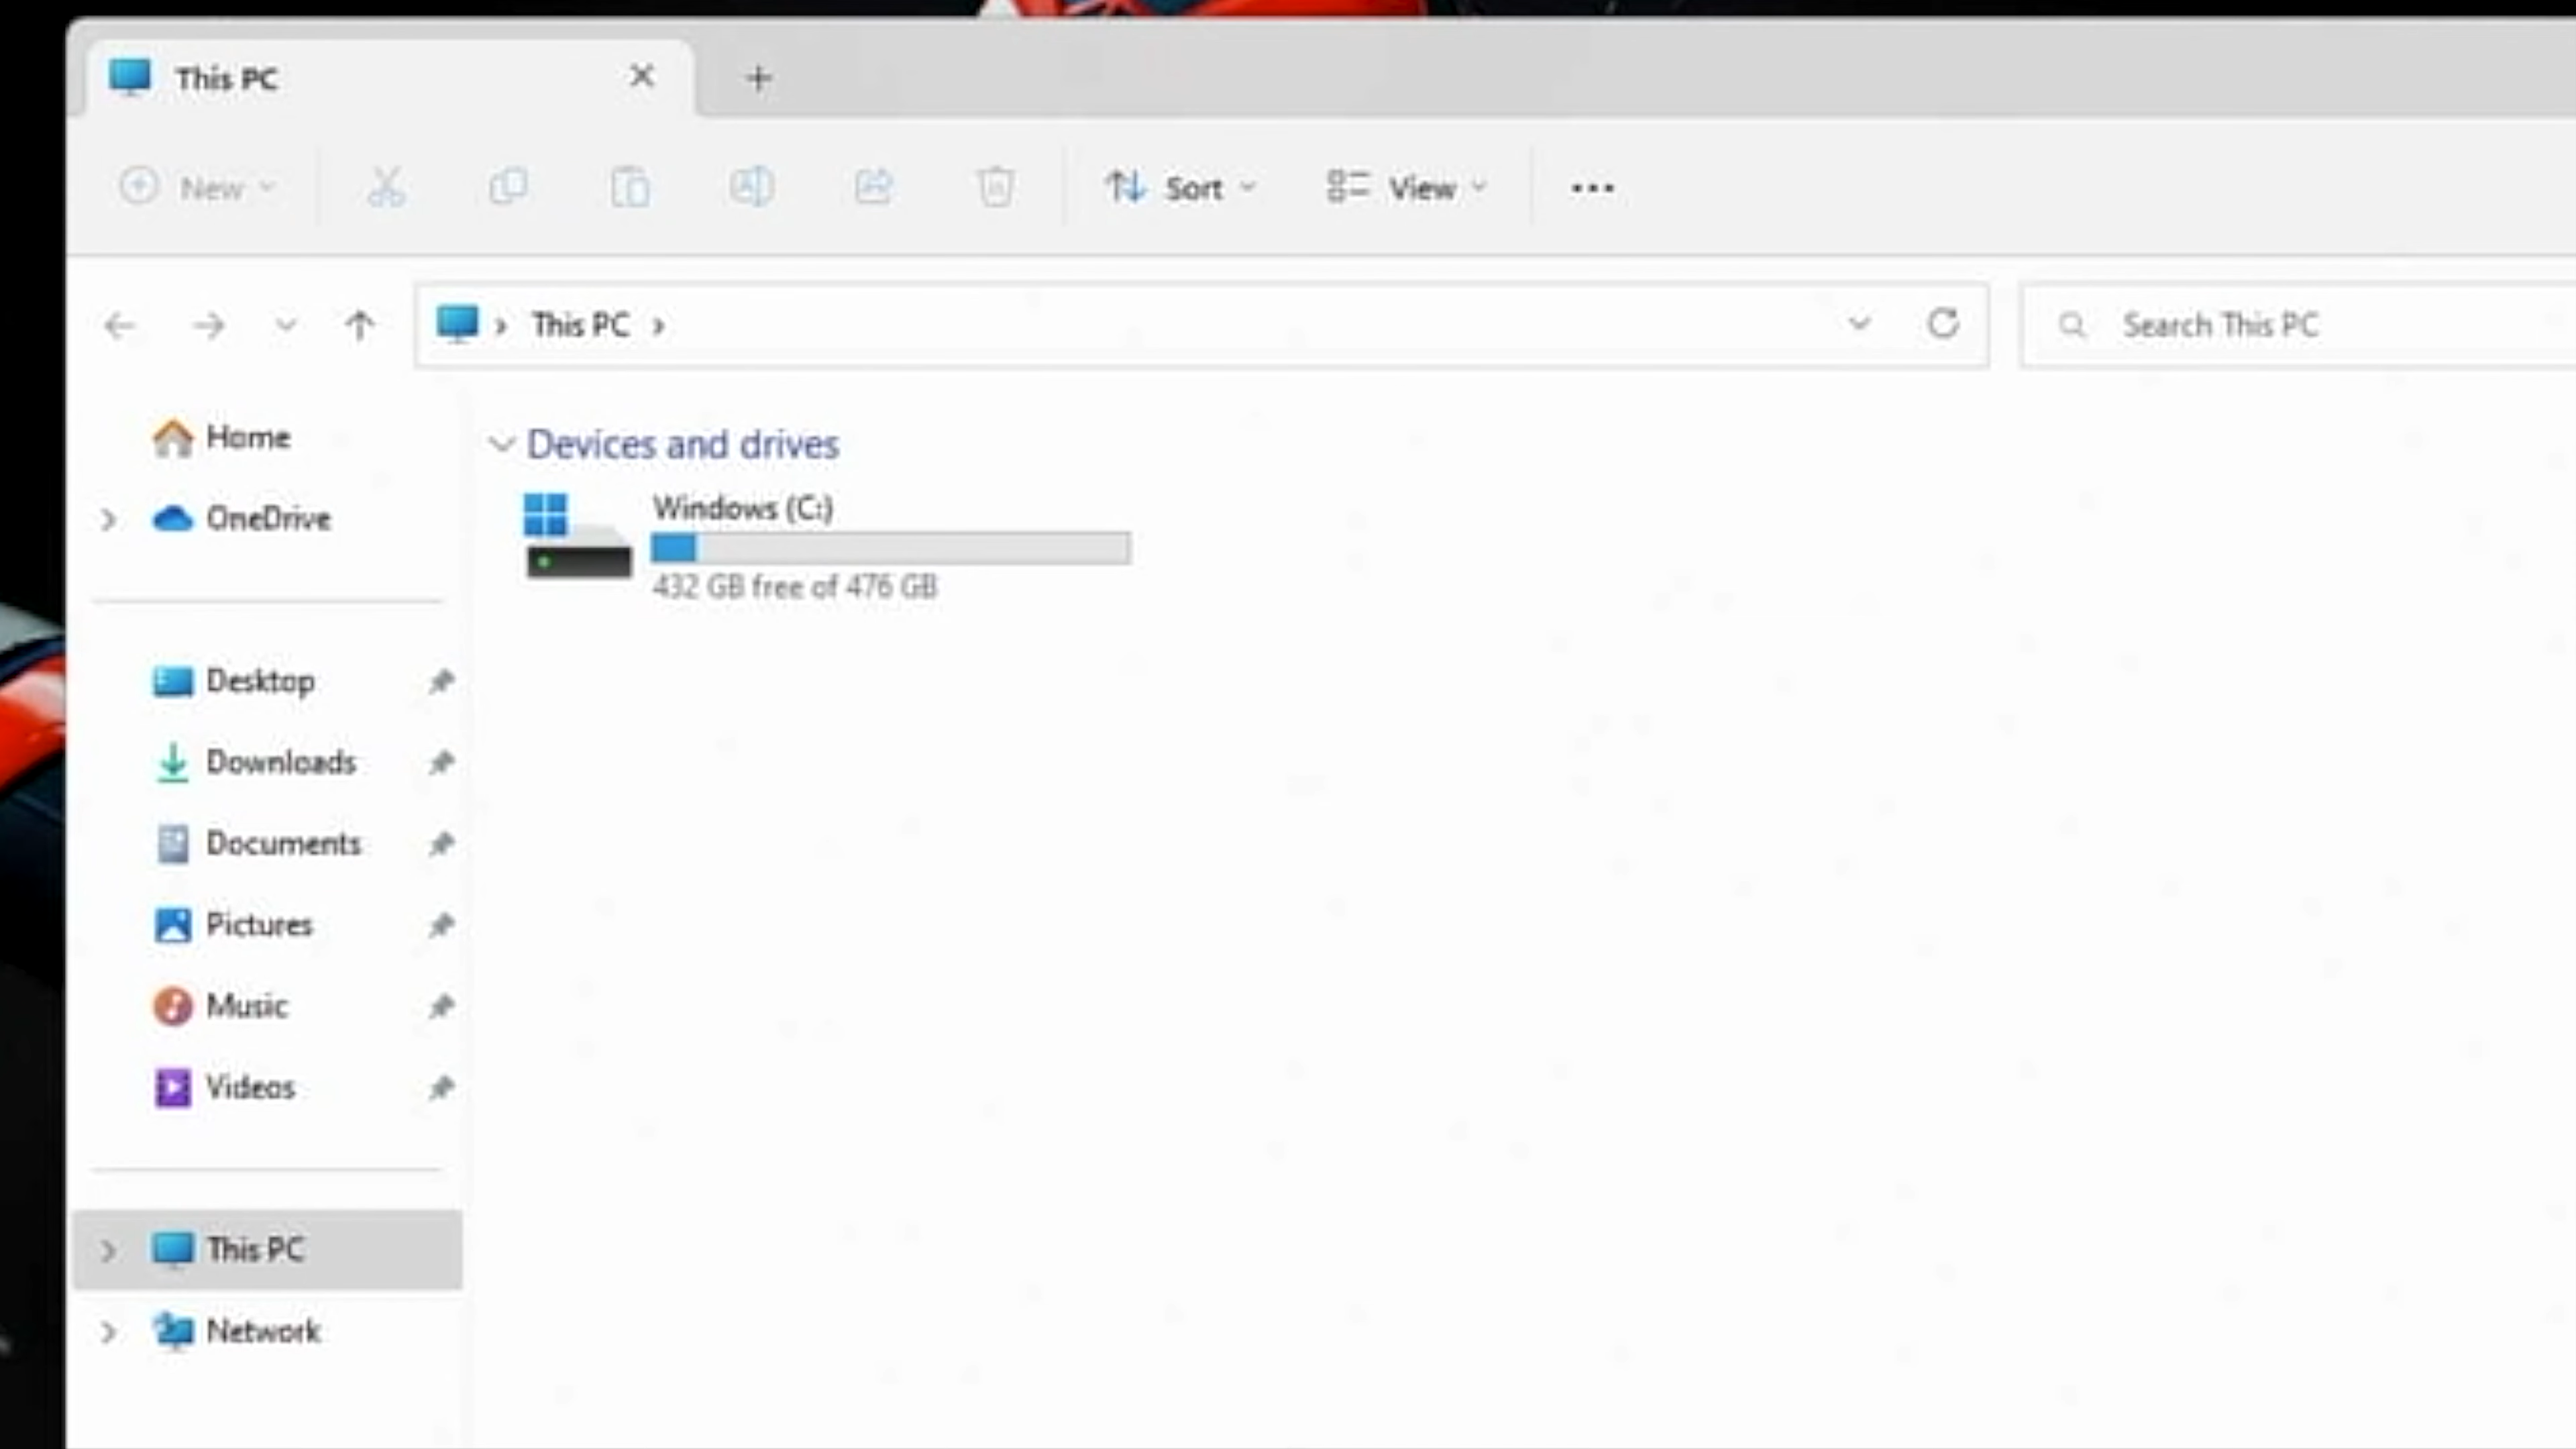 This PC
New
Sort
View
This PC
Search This PC
Home
OneDrive
Desktop
Downloads
Documents
Pictures
Music
Videos
This PC
Network
Devices and drives
Windows (C:)
432 GB free of 476 GB